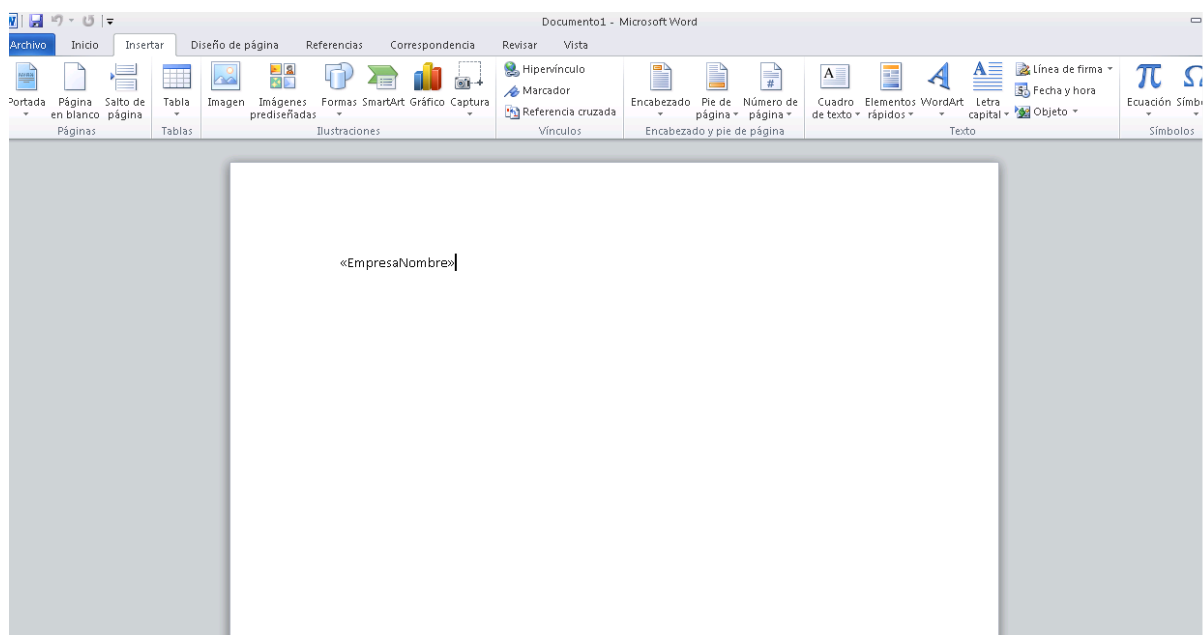 Documento1 - Microsoft Word
Archivo Inicio Insertar Diseño de página Referencias Correspondencia Revisar Vista
Portada
Página en blanco
Salto de página
Páginas
Tabla
Tablas
Imagen
Imágenes prediseñadas
Formas
SmartArt
Gráfico
Captura
Ilustraciones
Hipervínculo
Marcador
Referencia cruzada
Vínculos
Encabezado
Pie de página
Número de página
Encabezado y pie de página
Cuadro de texto
Elementos rápidos
WordArt
Letra capital
Línea de firma
Fecha y hora
Objeto
Texto
Ecuación
Símbolos
«EmpresaNombre»